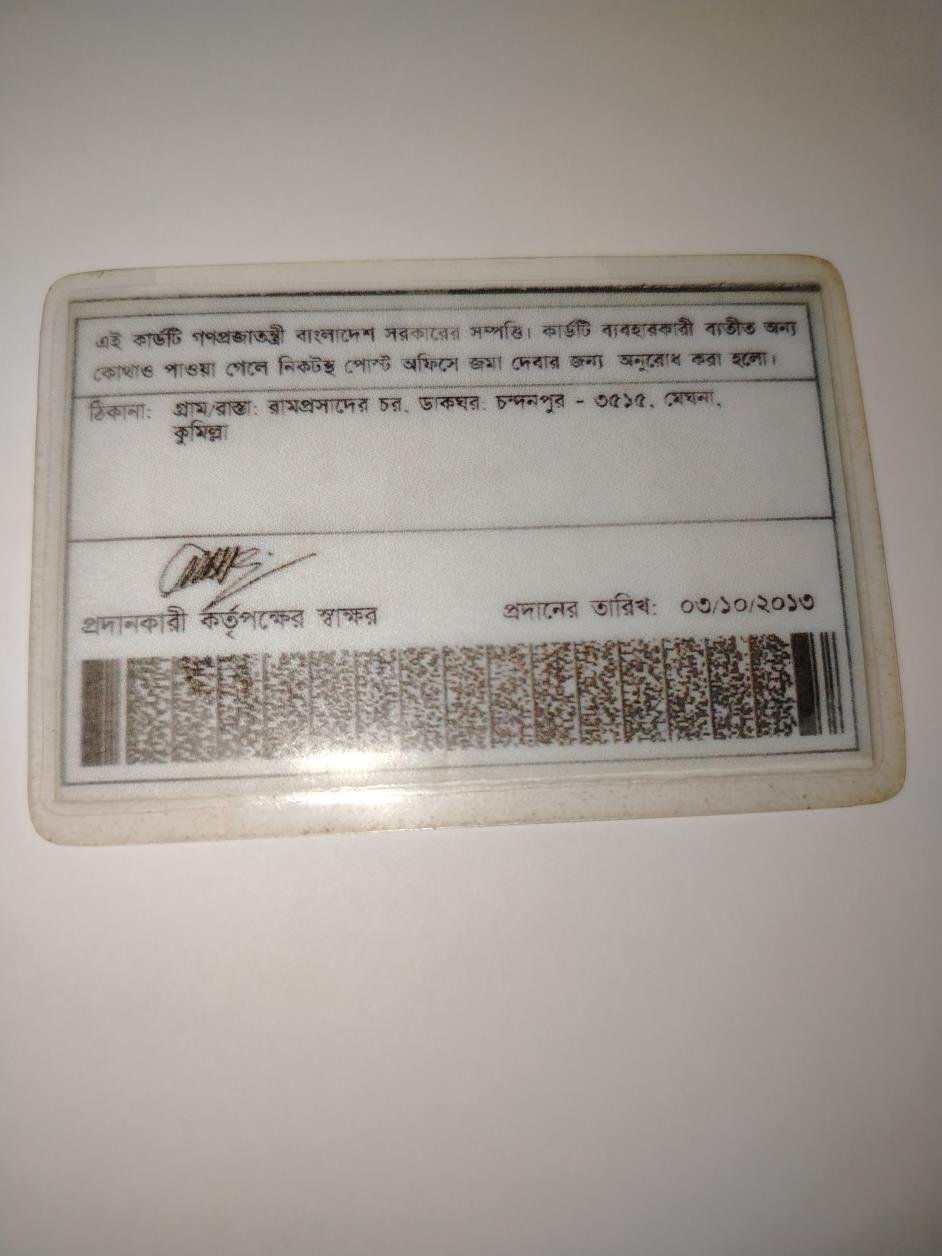 এই কার্ডটি গণপ্রজাতন্ত্রী বাংলাদেশ সরকারের সম্পত্তি। কার্ডটি ব্যবহারকারী ব্যতীত অন্য
কোথাও পাওয়া গেলে নিকটস্থ পোস্ট অফিসে জমা দেবার জন্য অনুরোধ করা হলো।
ঠিকানা: গ্রাম/রাস্তা: রামপ্রসাদের চর, ডাকঘর: চন্দনপুর - ৩৫১৫, মেঘনা,
কুমিল্লা
প্রদানকারী কর্তৃপক্ষের স্বাক্ষর প্রদানের তারিখ: ০৩/১০/২০১৩